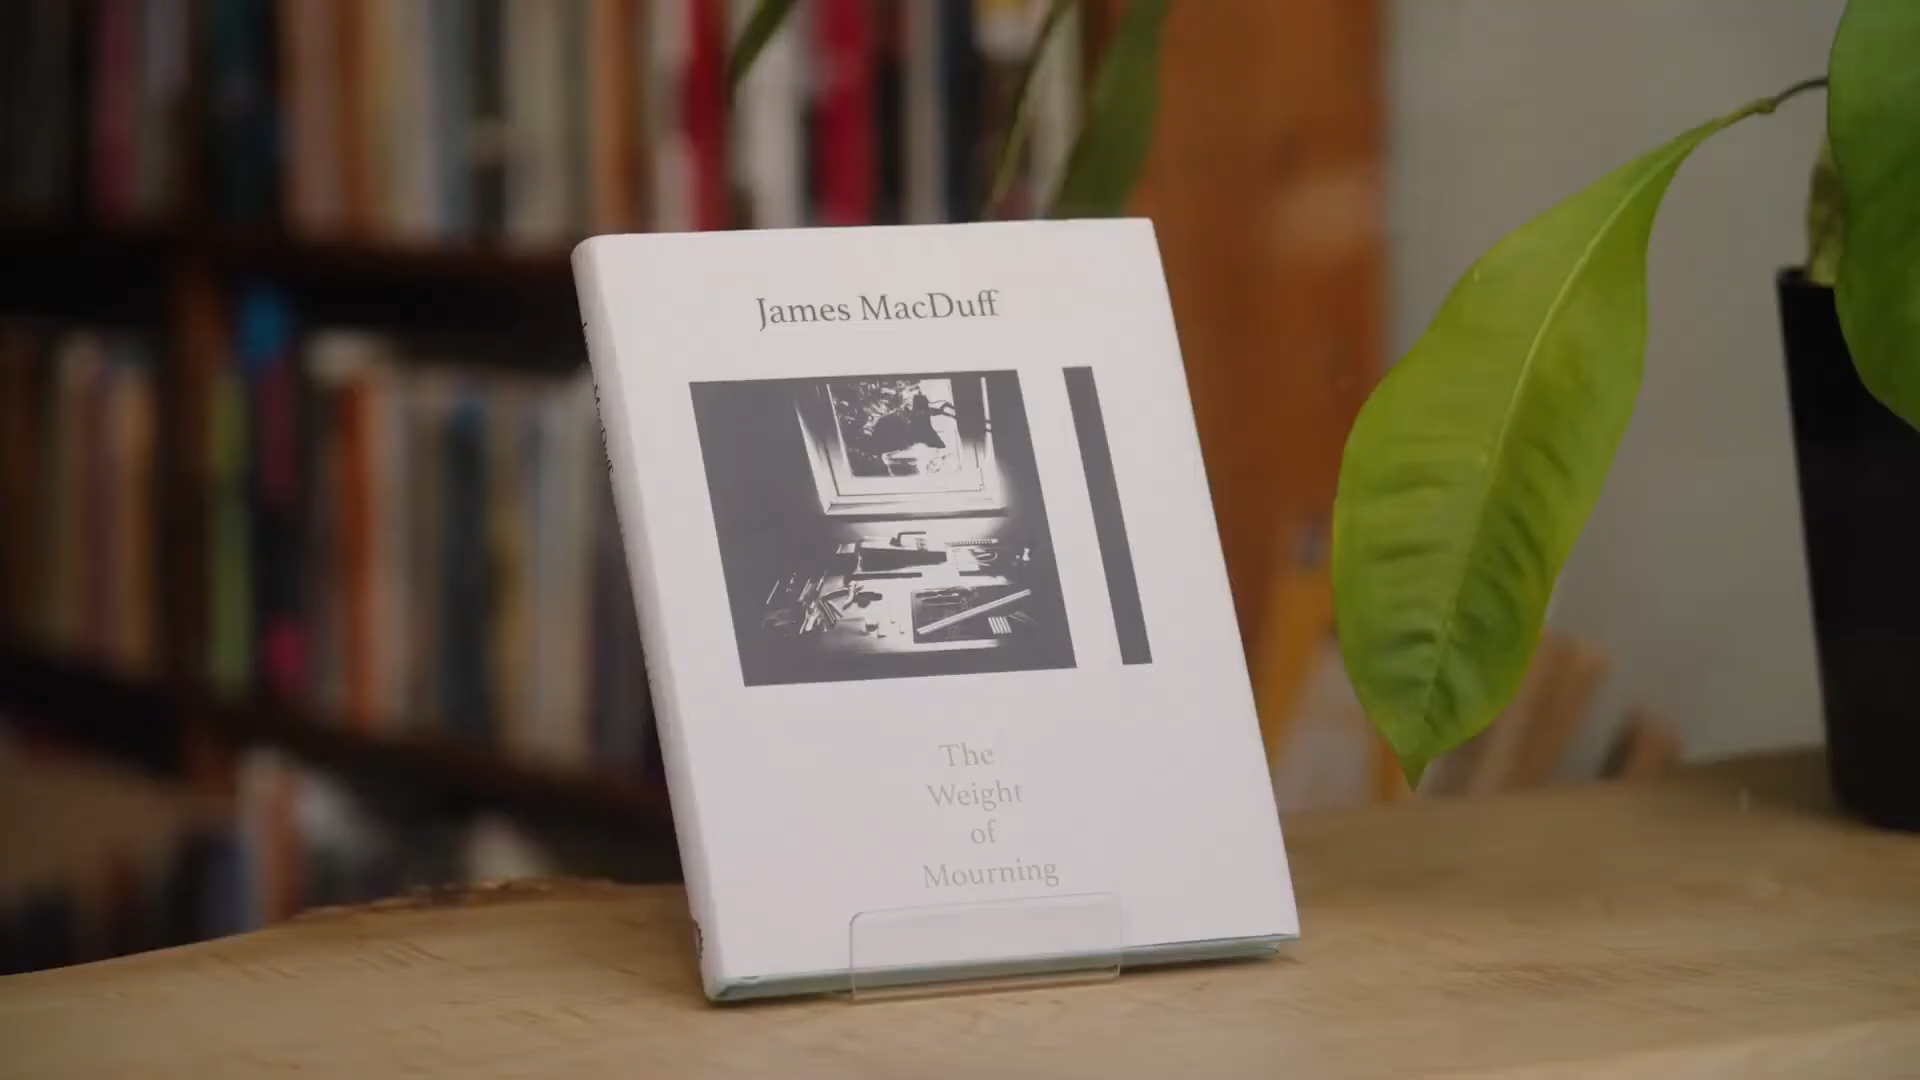 James MacDuff
The
Weight
of
Mourning